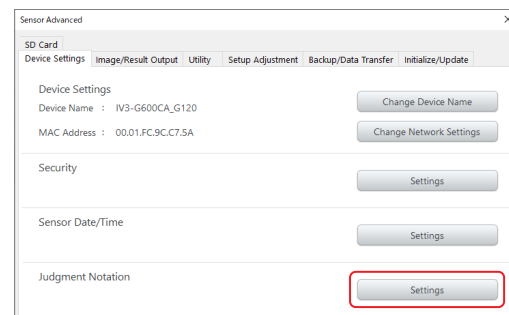 Sensor Advanced
SD Card
Device Settings Image/Result Output Utility Setup Adjustment Backup/Data Transfer Initialize/Update
Device Settings
Device Name : IV3-G600CA_G120
Change Device Name
MAC Address : 00.01.FC.9C.C7.5A
Change Network Settings
Security
Settings
Sensor Date/Time
Settings
Judgment Notation
Settings